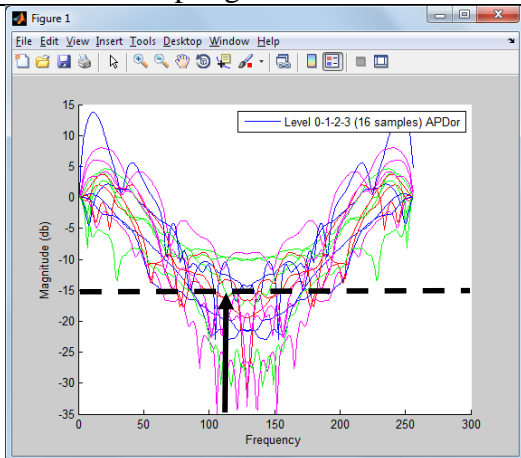 Figure 1
File Edit View Insert Tools Desktop Window Help
Level 0-1-2-3 (16 samples) APDor
15
10
5
0
-5
-10
-15
-20
-25
-30
-35
Magnitude (db)
0 50 100 150 200 250 300
Frequency